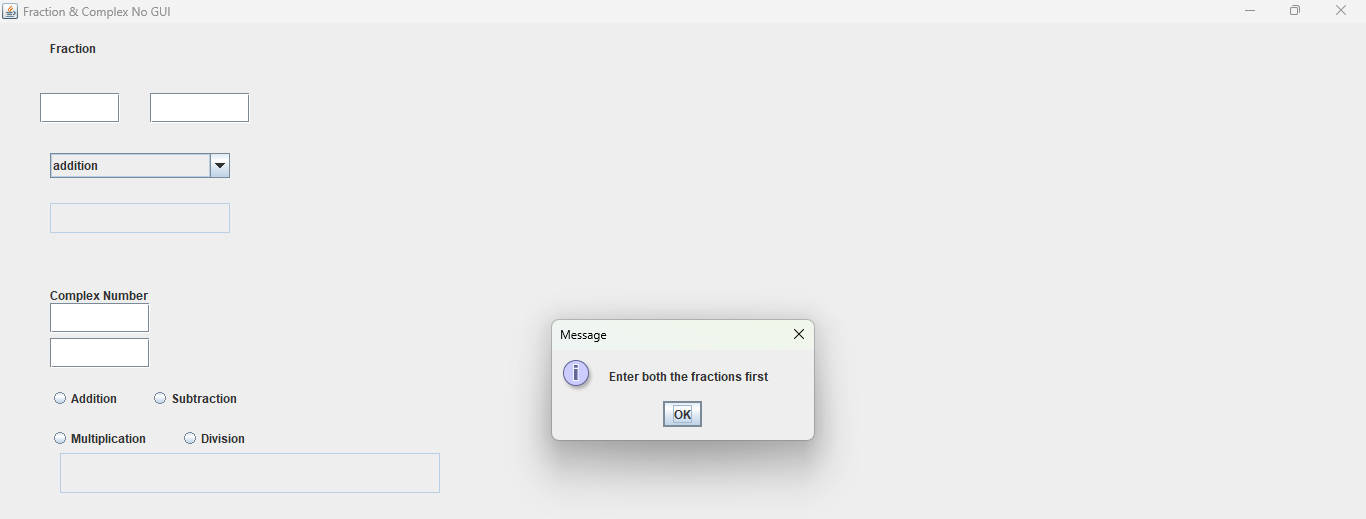 Fraction & Complex No GUI
Fraction
addition
Complex Number
Addition
Subtraction
Multiplication
Division
Message
Enter both the fractions first
OK